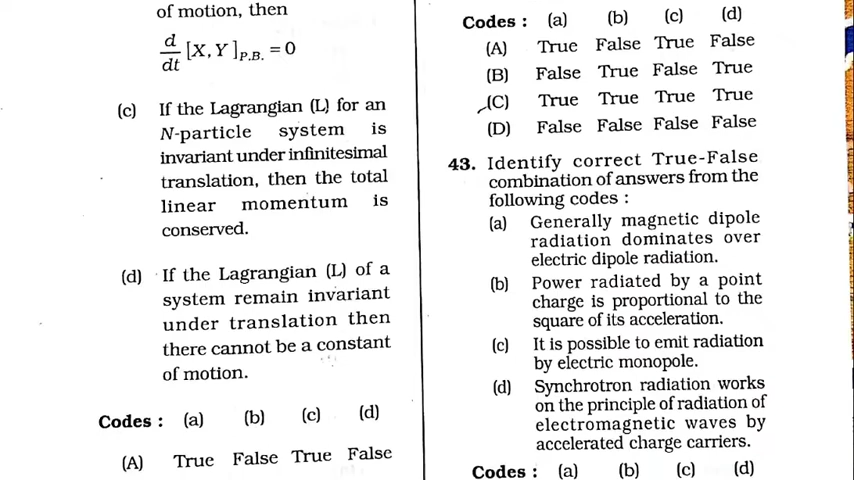 of motion, then
d/dt [X, Y]P.B. = 0
(c) If the Lagrangian (L) for an
N-particle system is
invariant under infinitesimal
translation, then the total
linear momentum is
conserved.
(d) If the Lagrangian (L) of a
system remain invariant
under translation then
there cannot be a constant
of motion.
Codes : (a) (b) (c) (d)
(A) True False True False
Codes : (a) (b) (c) (d)
(A) True False True False
(B) False True False True
(C) True True True True
(D) False False False False
43. Identify correct True-False
combination of answers from the
following codes :
(a) Generally magnetic dipole
radiation dominates over
electric dipole radiation.
(b) Power radiated by a point
charge is proportional to the
square of its acceleration.
(c) It is possible to emit radiation
by electric monopole.
(d) Synchrotron radiation works
on the principle of radiation of
electromagnetic waves by
accelerated charge carriers.
Codes : (a) (b) (c) (d)